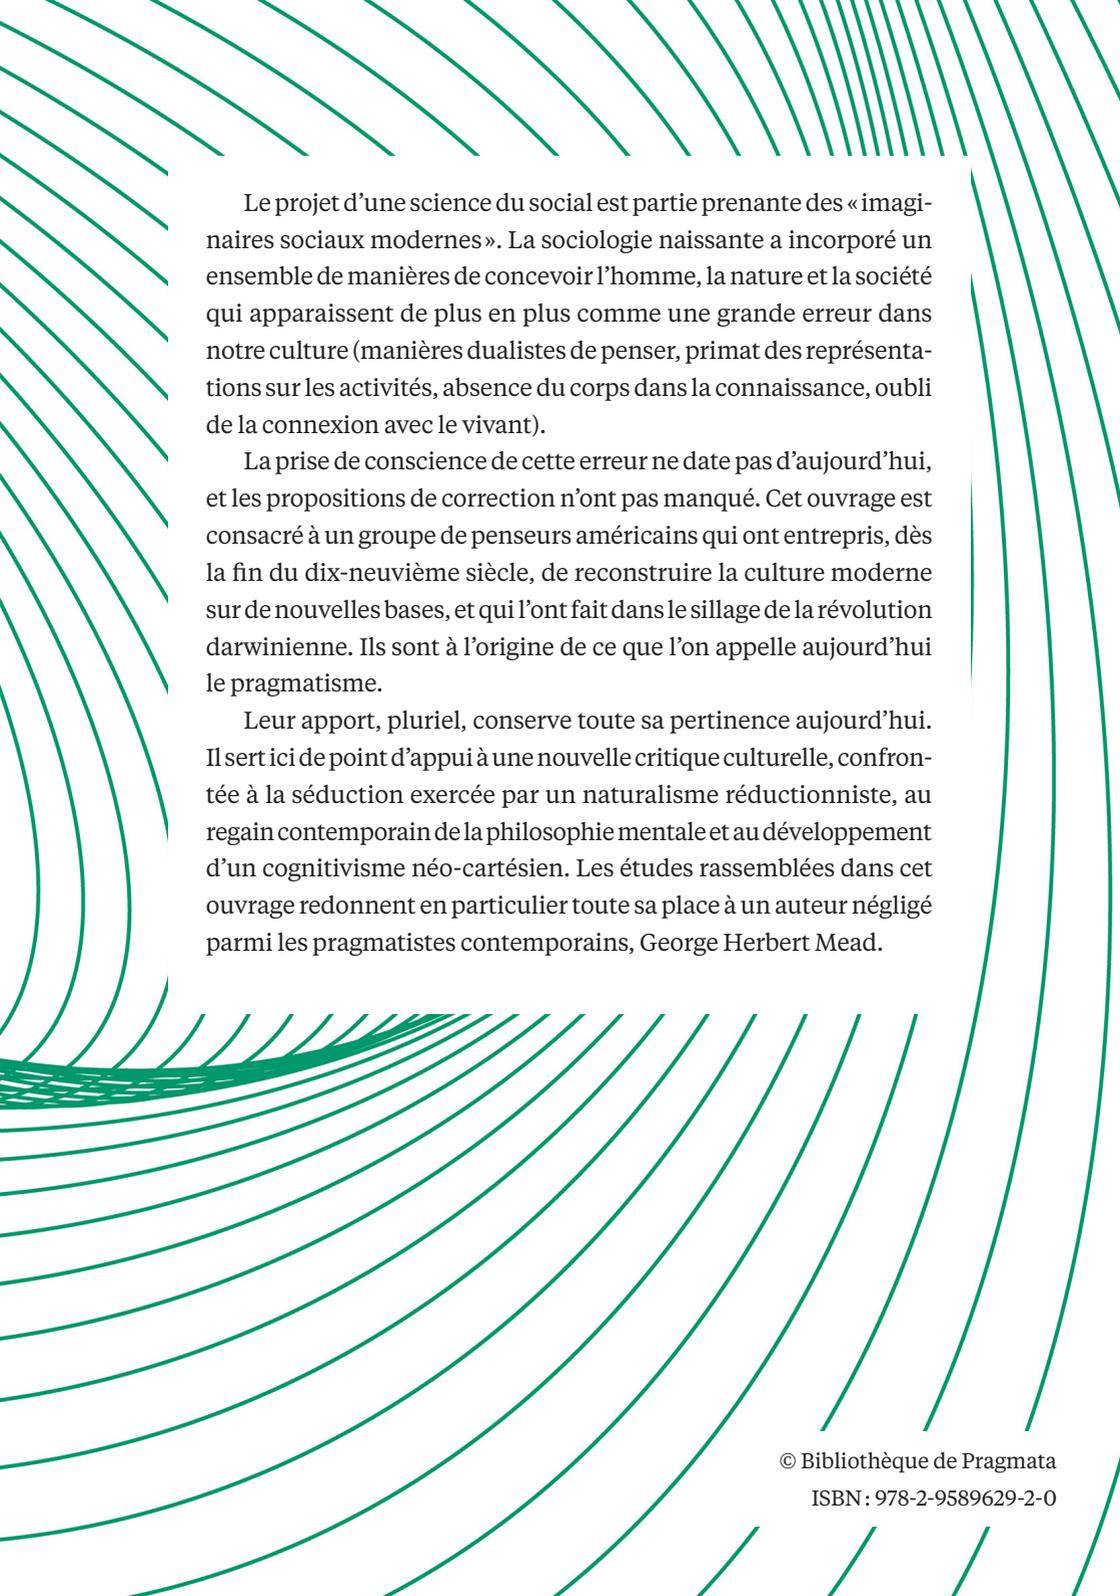 Le projet d’une science du social est partie prenante des « imagi-
naires sociaux modernes ». La sociologie naissante a incorporé un
ensemble de manières de concevoir l’homme, la nature et la société
qui apparaissent de plus en plus comme une grande erreur dans
notre culture (manières dualistes de penser, primat des représenta-
tions sur les activités, absence du corps dans la connaissance, oubli
de la connexion avec le vivant).
La prise de conscience de cette erreur ne date pas d’aujourd’hui,
et les propositions de correction n’ont pas manqué. Cet ouvrage est
consacré à un groupe de penseurs américains qui ont entrepris, dès
la fin du dix-neuvième siècle, de reconstruire la culture moderne
sur de nouvelles bases, et qui l’ont fait dans le sillage de la révolution
darwinienne. Ils sont à l’origine de ce que l’on appelle aujourd’hui
le pragmatisme.
Leur apport, pluriel, conserve toute sa pertinence aujourd’hui.
Il sert ici de point d’appui à une nouvelle critique culturelle, confron-
tée à la séduction exercée par un naturalisme réductionniste, au
regain contemporain de la philosophie mentale et au développement
d’un cognitivisme néo-cartésien. Les études rassemblées dans cet
ouvrage redonnent en particulier toute sa place à un auteur négligé
parmi les pragmatistes contemporains, George Herbert Mead.
© Bibliothèque de Pragmata
ISBN : 978-2-9589629-2-0